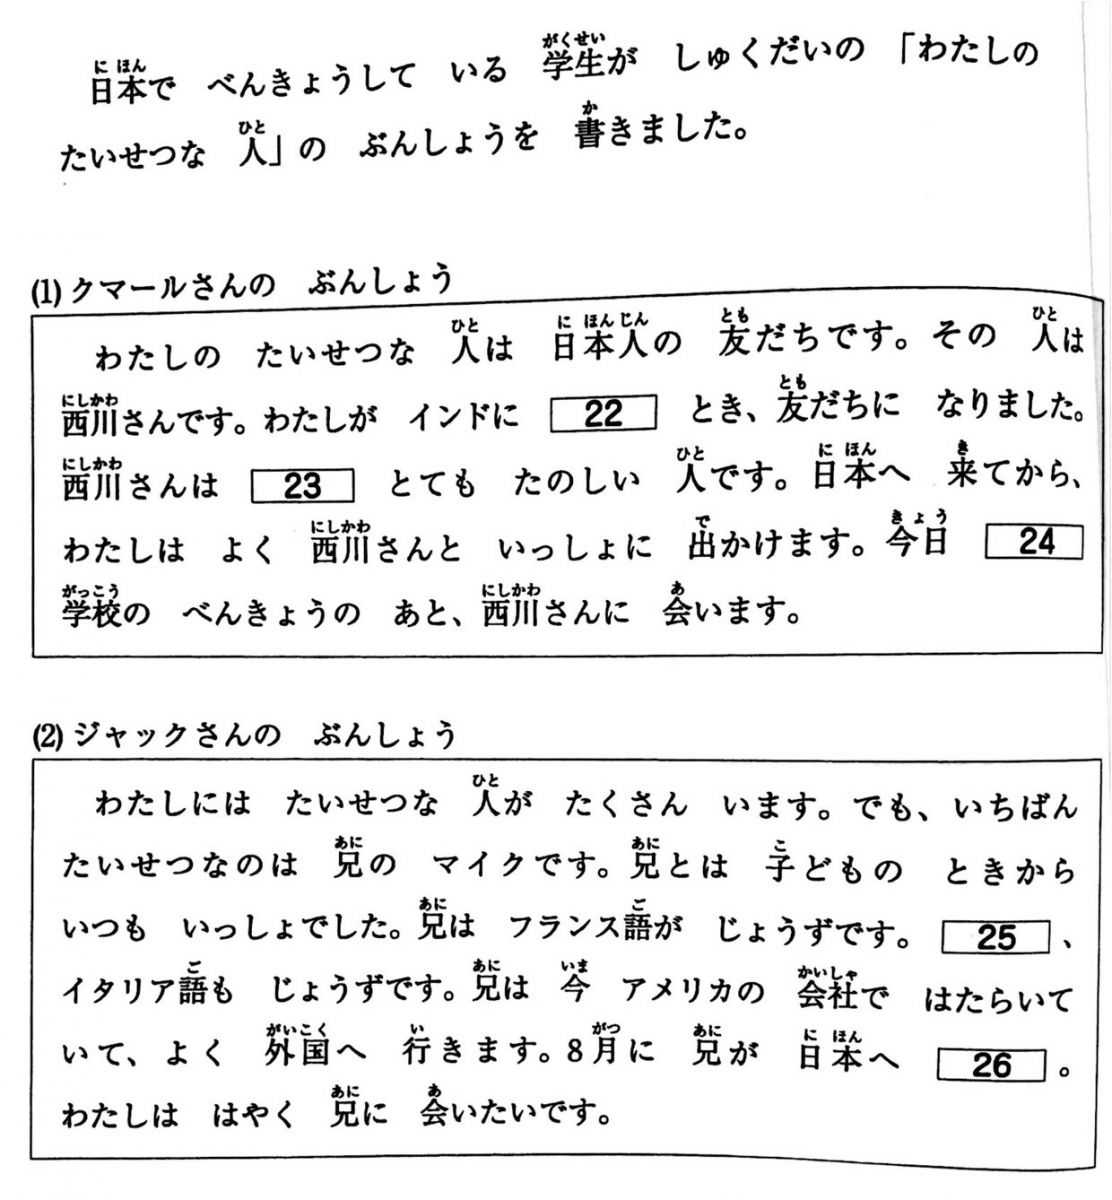 日本で べんきょうして いる 学生が しゅくだいの 「わたしの
たいせつな 人」の ぶんしょうを 書きました。
(1) クマールさんの ぶんしょう
わたしの たいせつな 人は 日本人の 友だちです。その 人は
西川さんです。わたしが インドに 22 とき、友だちに なりました。
西川さんは 23 とても たのしい 人です。日本へ 来てから、
わたしは よく 西川さんと いっしょに 出かけます。今日 24
学校の べんきょうの あと、西川さんに 会います。
(2) ジャックさんの ぶんしょう
わたしには たいせつな 人が たくさん います。でも、いちばん
たいせつなのは 兄の マイクです。兄とは 子どもの ときから
いつも いっしょでした。兄は フランス語が じょうずです。 25 、
イタリア語も じょうずです。兄は 今 アメリカの 会社で はたらいて
いて、よく 外国へ 行きます。8月に 兄が 日本へ 26 。
わたしは はやく 兄に 会いたいです。